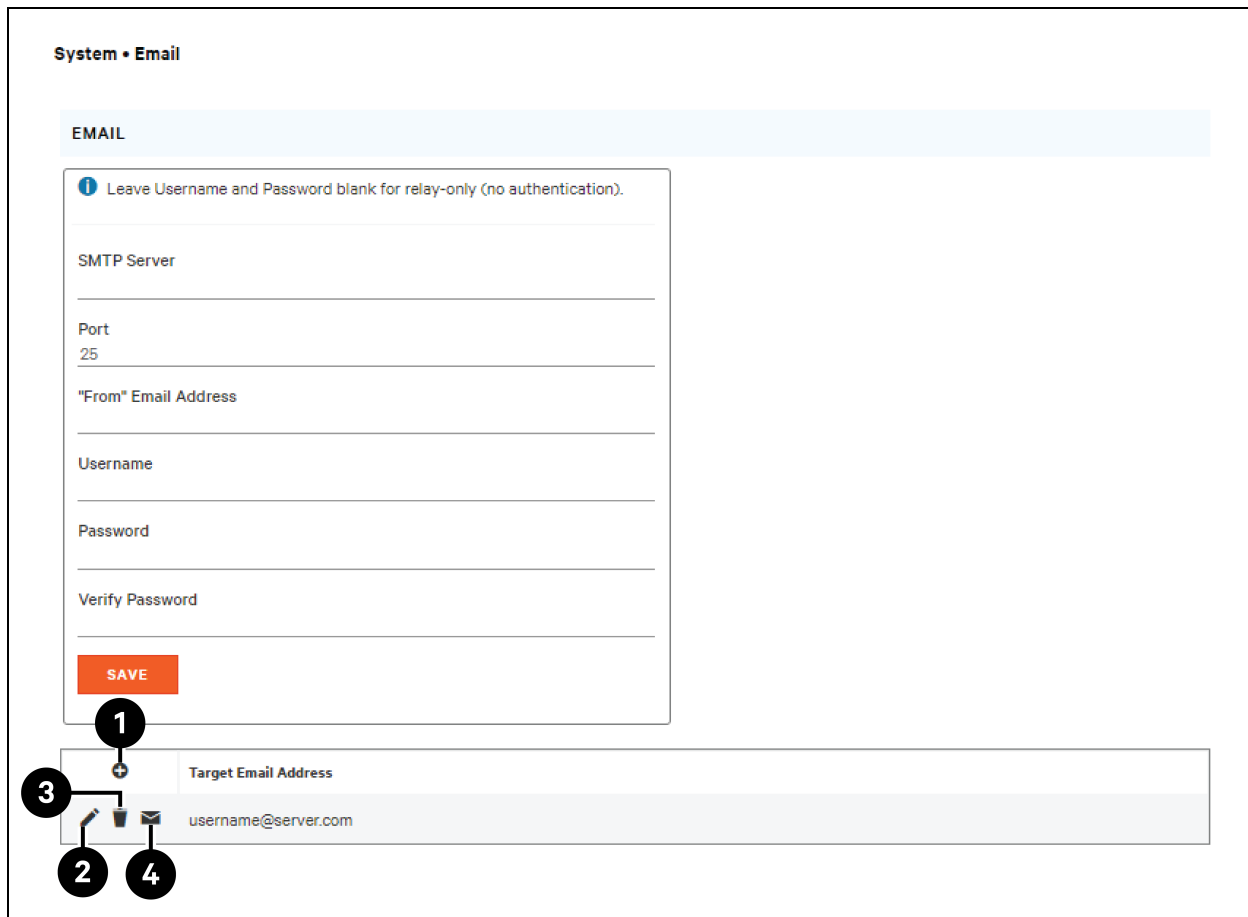 System • Email
EMAIL
Leave Username and Password blank for relay-only (no authentication).
SMTP Server
Port
25
"From" Email Address
Username
Password
Verify Password
SAVE
1
Target Email Address
3
username@server.com
2
4